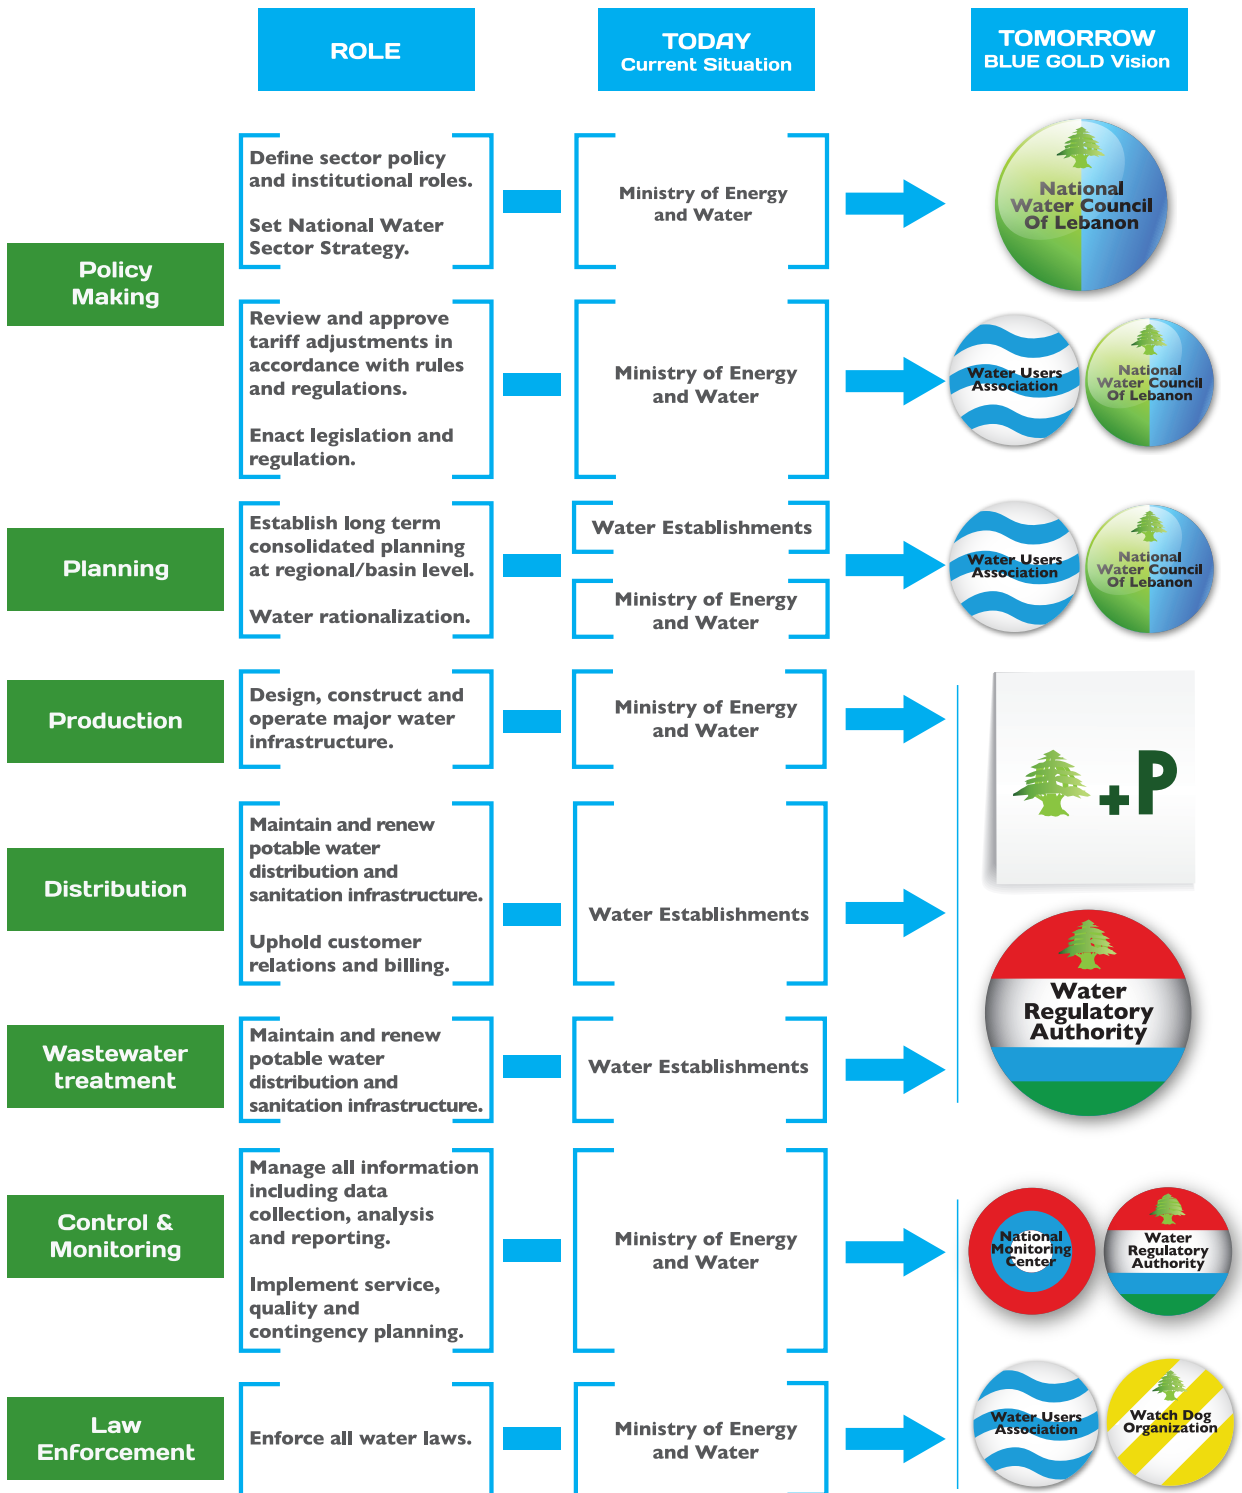 ROLE
TODAY
Current Situation
TOMORROW
BLUE GOLD Vision
Policy
Making
Define sector policy
and institutional roles.
Set National Water
Sector Strategy.
Ministry of Energy
and Water
National
Water Council
Of Lebanon
Review and approve
tariff adjustments in
accordance with rules
and regulations.
Enact legislation and
regulation.
Ministry of Energy
and Water
Water Users
Association
National
Water Council
Of Lebanon
Planning
Establish long term
consolidated planning
at regional/basin level.
Water rationalization.
Water Establishments
Ministry of Energy
and Water
Water Users
Association
National
Water Council
Of Lebanon
Production
Design, construct and
operate major water
infrastructure.
Ministry of Energy
and Water
+P
Distribution
Maintain and renew
potable water
distribution and
sanitation infrastructure.
Uphold customer
relations and billing.
Water Establishments
Water
Regulatory
Authority
Wastewater
treatment
Maintain and renew
potable water
distribution and
sanitation infrastructure.
Water Establishments
Control &
Monitoring
Manage all information
including data
collection, analysis
and reporting.
Implement service,
quality and
contingency planning.
Ministry of Energy
and Water
National
Monitoring
Center
Water
Regulatory
Authority
Law
Enforcement
Enforce all water laws.
Ministry of Energy
and Water
Water Users
Association
Watch Dog
Organization